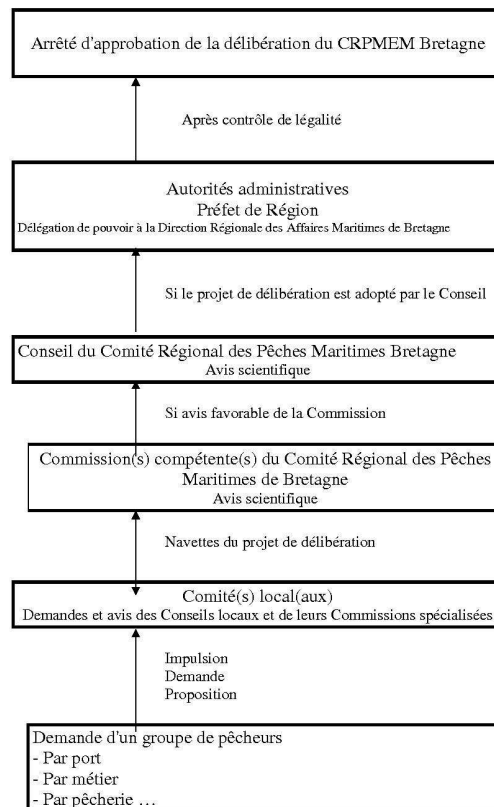 Arrêté d'approbation de la délibération du CRPMEM Bretagne
Après contrôle de légalité
Autorités administratives
Préfet de Région
Délégation de pouvoir à la Direction Régionale des Affaires Maritimes de Bretagne
Si le projet de délibération est adopté par le Conseil
Conseil du Comité Régional des Pêches Maritimes Bretagne
Avis scientifique
Si avis favorable de la Commission
Commission(s) compétente(s) du Comité Régional des Pêches
Maritimes de Bretagne
Avis scientifique
Navettes du projet de délibération
Comité(s) local(aux)
Demandes et avis des Conseils locaux et de leurs Commissions spécialisées
Impulsion
Demande
Proposition
Demande d'un groupe de pêcheurs
- Par port
- Par métier
- Par pêcherie …